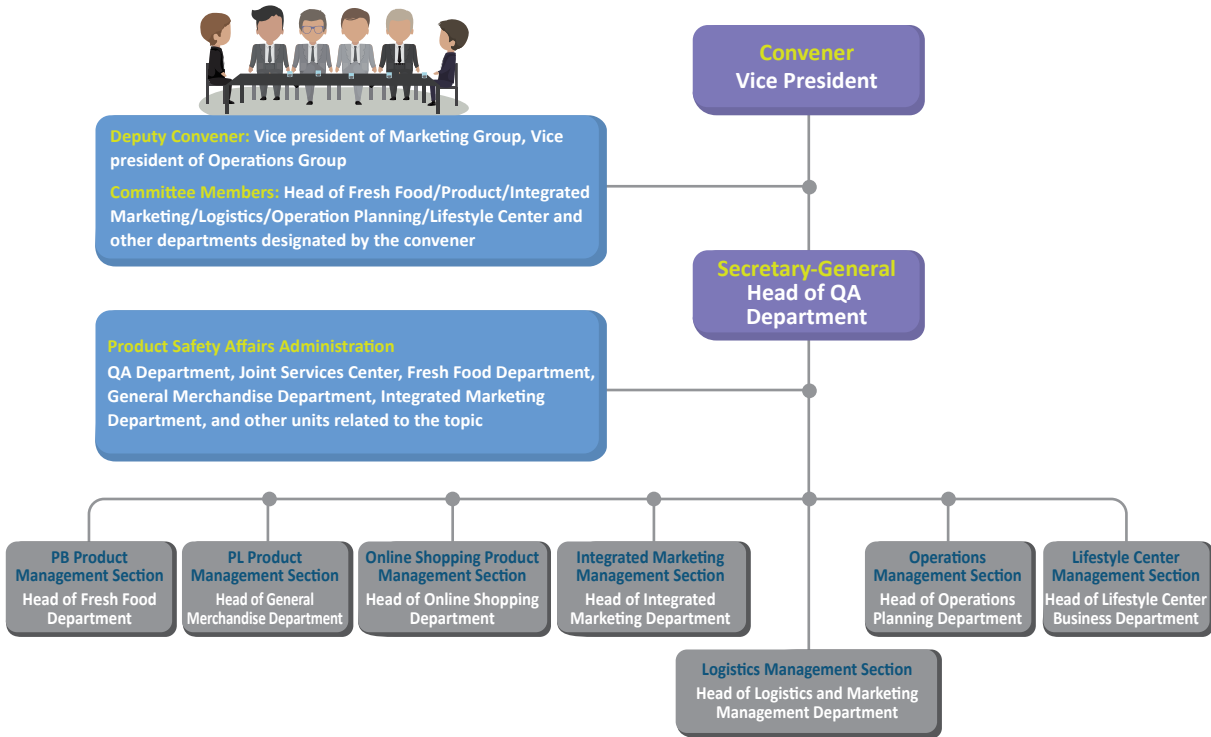 Convener
Vice President
Deputy Convener: Vice president of Marketing Group, Vice
president of Operations Group
Committee Members: Head of Fresh Food/Product/Integrated
Marketing/Logistics/Operation Planning/Lifestyle Center and
other departments designated by the convener
Secretary-General
Head of QA
Department
Product Safety Affairs Administration
QA Department, Joint Services Center, Fresh Food Department,
General Merchandise Department, Integrated Marketing
Department, and other units related to the topic
PB Product
Management Section
Head of Fresh Food
Department
PL Product
Management Section
Head of General
Merchandise Department
Online Shopping Product
Management Section
Head of Online Shopping
Department
Integrated Marketing
Management Section
Head of Integrated
Marketing Department
Operations
Management Section
Head of Operations
Planning Department
Lifestyle Center
Management Section
Head of Lifestyle Center
Business Department
Logistics Management Section
Head of Logistics and Marketing
Management Department